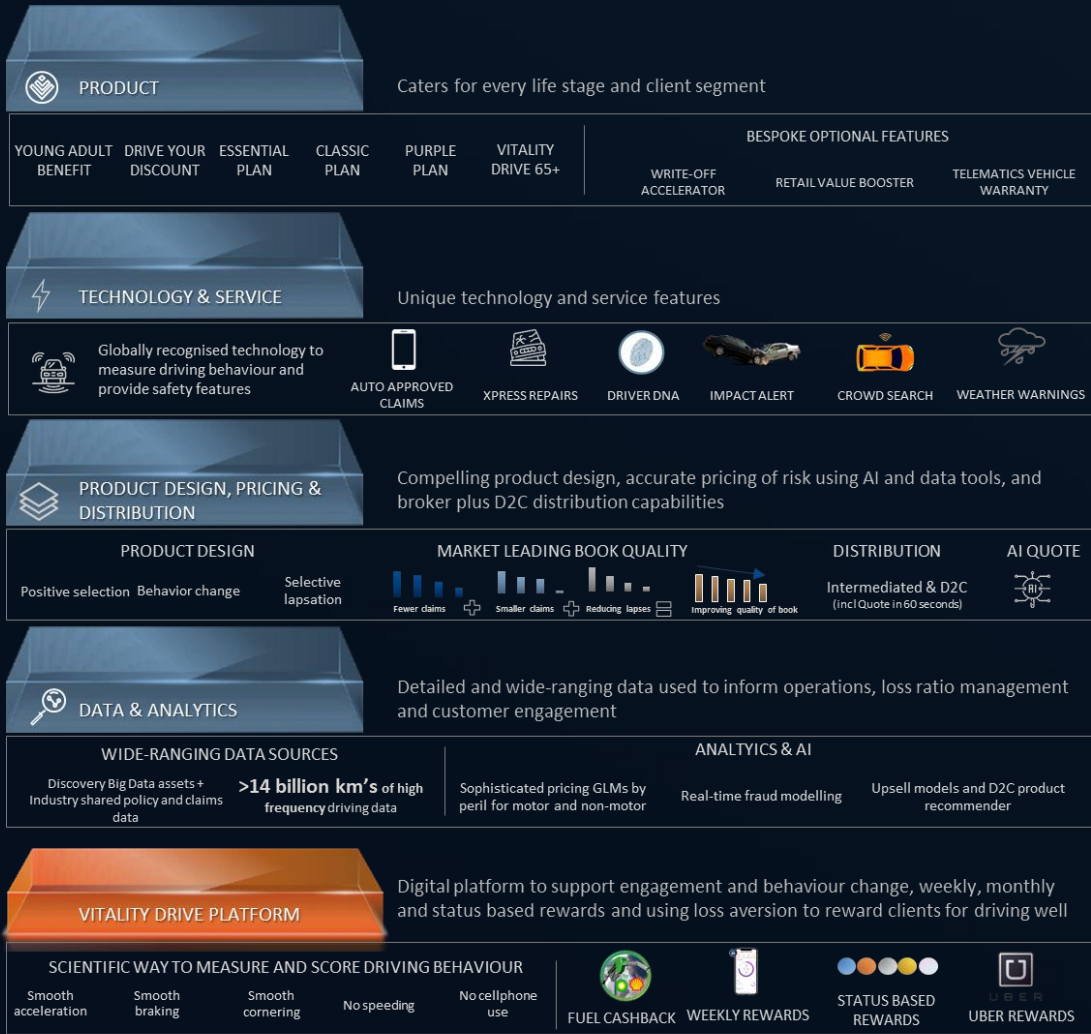 PRODUCT
Caters for every life stage and client segment
YOUNG ADULT
BENEFIT
DRIVE YOUR
DISCOUNT
ESSENTIAL
PLAN
CLASSIC
PLAN
PURPLE
PLAN
VITALITY
DRIVE 65+
BESPOKE OPTIONAL FEATURES
WRITE-OFF
ACCELERATOR
RETAIL VALUE BOOSTER
TELEMATICS VEHICLE
WARRANTY
TECHNOLOGY & SERVICE
Unique technology and service features
Globally recognised technology to
measure driving behaviour and
provide safety features
AUTO APPROVED
CLAIMS
XPRESS REPAIRS
DRIVER DNA
IMPACT ALERT
CROWD SEARCH
WEATHER WARNINGS
PRODUCT DESIGN, PRICING &
DISTRIBUTION
Compelling product design, accurate pricing of risk using AI and data tools, and
broker plus D2C distribution capabilities
PRODUCT DESIGN
Positive selection
Behavior change
Selective
lapsation
MARKET LEADING BOOK QUALITY
Fewer claims
Smaller claims
Reducing lapses
Improving quality of book
DISTRIBUTION
Intermediated & D2C
(incl Quote in 60 seconds)
AI QUOTE
AI
DATA & ANALYTICS
Detailed and wide-ranging data used to inform operations, loss ratio management
and customer engagement
WIDE-RANGING DATA SOURCES
Discovery Big Data assets +
Industry shared policy and claims
data
>14 billion km's of high
frequency driving data
ANALTYICS & AI
Sophisticated pricing GLMs by
peril for motor and non-motor
Real-time fraud modelling
Upsell models and D2C product
recommender
VITALITY DRIVE PLATFORM
Digital platform to support engagement and behaviour change, weekly, monthly
and status based rewards and using loss aversion to reward clients for driving well
SCIENTIFIC WAY TO MEASURE AND SCORE DRIVING BEHAVIOUR
Smooth
acceleration
Smooth
braking
Smooth
cornering
No speeding
No cellphone
use
FUEL CASHBACK
WEEKLY REWARDS
STATUS BASED
REWARDS
UBER
UBER REWARDS